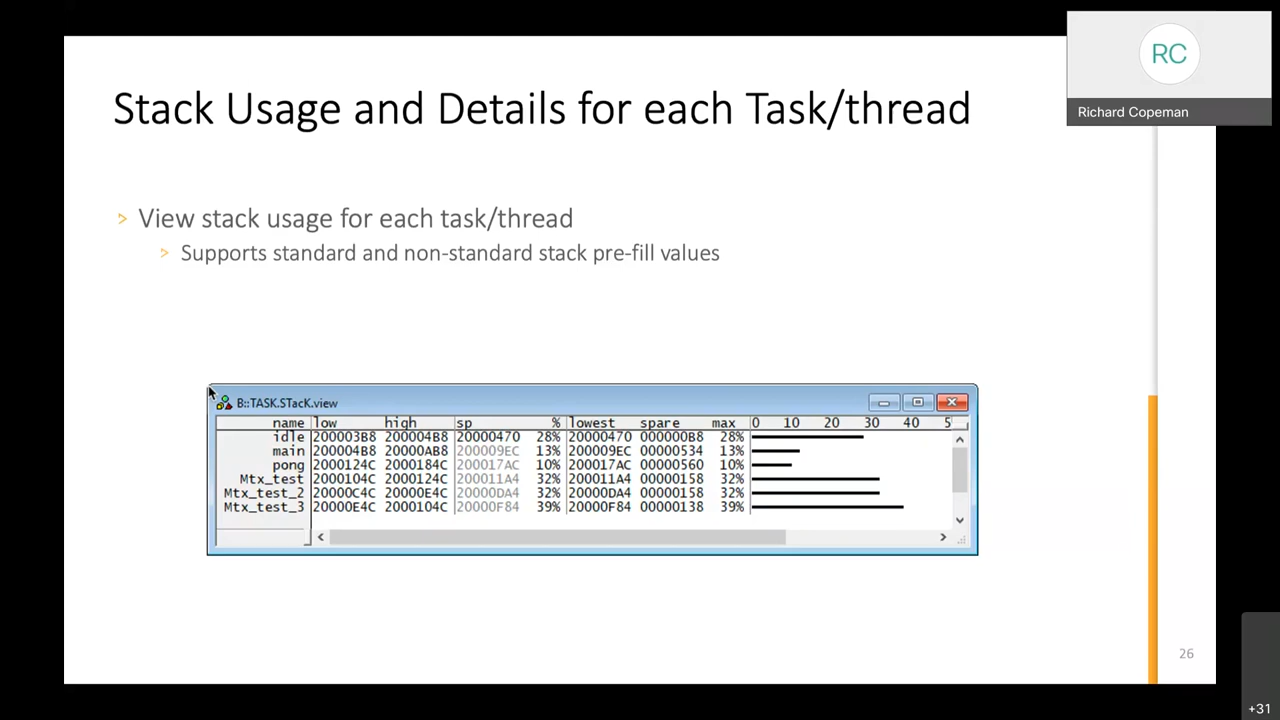 RC
Richard Copeman
Stack Usage and Details for each Task/thread
> View stack usage for each task/thread
> Supports standard and non-standard stack pre-fill values
B::TASK.STacK.view
name low high sp % lowest spare max 0 10 20 30 40 5
idle 200003B8 200004B8 20000470 28% 20000470 000000B8 28%
main 200004B8 20000AB8 200009EC 13% 200009EC 00000534 13%
pong 2000124C 2000184C 200017AC 10% 200017AC 00000560 10%
Mtx_test 2000104C 2000124C 200011A4 32% 200011A4 00000158 32%
Mtx_test_2 20000C4C 20000E4C 20000DA4 32% 20000DA4 00000158 32%
Mtx_test_3 20000E4C 2000104C 20000F84 39% 20000F84 00000138 39%
26
+31